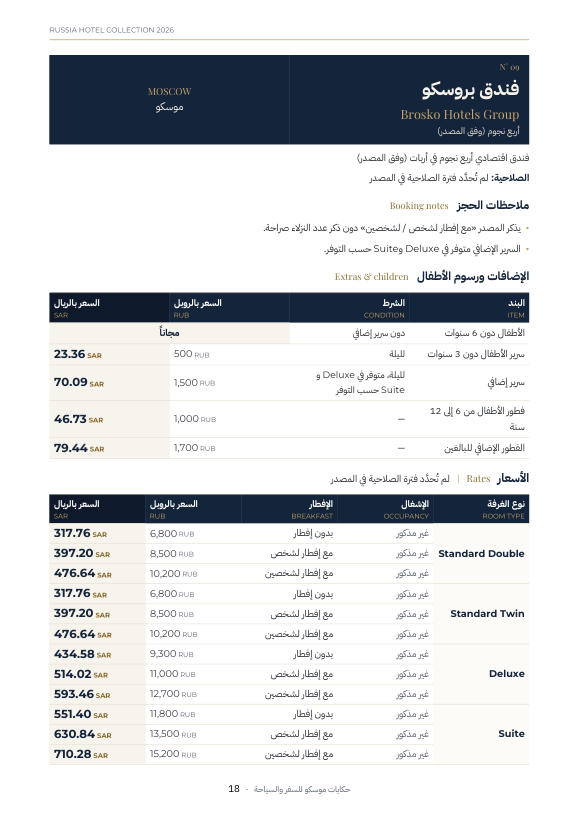 RUSSIA HOTEL COLLECTION 2026
N° 09
فندق بروسكو
Brosko Hotels Group
أربع نجوم (وفق المصدر)
MOSCOW
موسكو
فندق اقتصادي أربع نجوم في أربات (وفق المصدر)
الصلاحية: لم تُحدَّد فترة الصلاحية في المصدر
ملاحظات الحجز Booking notes
• يذكر المصدر «مع إفطار لشخص / لشخصين» دون ذكر عدد النزلاء صراحة.
• السرير الإضافي متوفر في Deluxe وSuite حسب التوفر.
الإضافات ورسوم الأطفال Extras & children
البند الشرط السعر بالروبل السعر بالريال
ITEM CONDITION RUB SAR
الأطفال دون 6 سنوات دون سرير إضافي مجاناً
سرير الأطفال دون 3 سنوات لليلة 500 RUB 23.36 SAR
سرير إضافي لليلة، متوفر في Deluxe و
Suite حسب التوفر 1,500 RUB 70.09 SAR
فطور الأطفال من 6 إلى 12
سنة — 1,000 RUB 46.73 SAR
الفطور الإضافي للبالغين — 1,700 RUB 79.44 SAR
الأسعار Rates | لم تُحدَّد فترة الصلاحية في المصدر
نوع الغرفة الإشغال الإفطار السعر بالروبل السعر بالريال
ROOM TYPE OCCUPANCY BREAKFAST RUB SAR
غير مذكور بدون إفطار 6,800 RUB 317.76 SAR
Standard Double غير مذكور مع إفطار لشخص 8,500 RUB 397.20 SAR
غير مذكور مع إفطار لشخصين 10,200 RUB 476.64 SAR
غير مذكور بدون إفطار 6,800 RUB 317.76 SAR
Standard Twin غير مذكور مع إفطار لشخص 8,500 RUB 397.20 SAR
غير مذكور مع إفطار لشخصين 10,200 RUB 476.64 SAR
غير مذكور بدون إفطار 9,300 RUB 434.58 SAR
Deluxe غير مذكور مع إفطار لشخص 11,000 RUB 514.02 SAR
غير مذكور مع إفطار لشخصين 12,700 RUB 593.46 SAR
غير مذكور بدون إفطار 11,800 RUB 551.40 SAR
Suite غير مذكور مع إفطار لشخص 13,500 RUB 630.84 SAR
غير مذكور مع إفطار لشخصين 15,200 RUB 710.28 SAR
حكايات موسكو للسفر والسياحة · 18